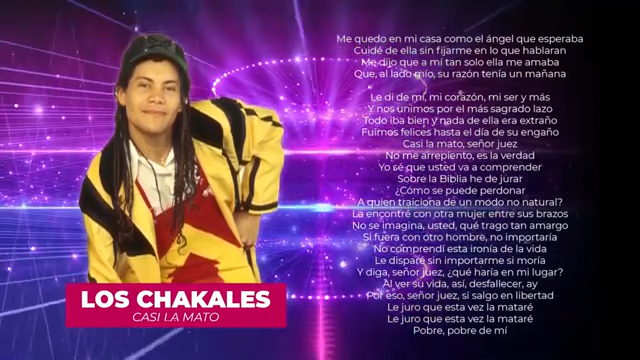 Me quedo en mi casa como el ángel que esperaba
Cuidé de ella sin fijarme en lo que hablaran
Me dijo que a mí tan solo ella me amaba
Que, al lado mío, su razón tenía un mañana
Le di de mí, mi corazón, mi ser y más
Y nos unimos por el más sagrado lazo
Todo iba bien y nada de ella era extraño
Fuimos felices hasta el día de su engaño
Casi la mato, señor juez
No me arrepiento, es la verdad
Yo sé que usted va a comprender
Sobre la Biblia he de jurar
¿Cómo se puede perdonar
A quien traiciona de un modo no natural?
La encontré con otra mujer entre sus brazos
No se imagina, usted, qué trago tan amargo
Si fuera con otro hombre, no importaría
No comprendí esta ironía de la vida
Le disparé sin importarme si moría
Y diga, señor juez, ¿qué haría en mi lugar?
Al ver su vida, así, desfallecer, ay
Por eso, señor juez, si salgo en libertad
Le juro que esta vez la mataré
Le juro que esta vez la mataré
Pobre, pobre de mí
LOS CHAKALES
CASI LA MATO